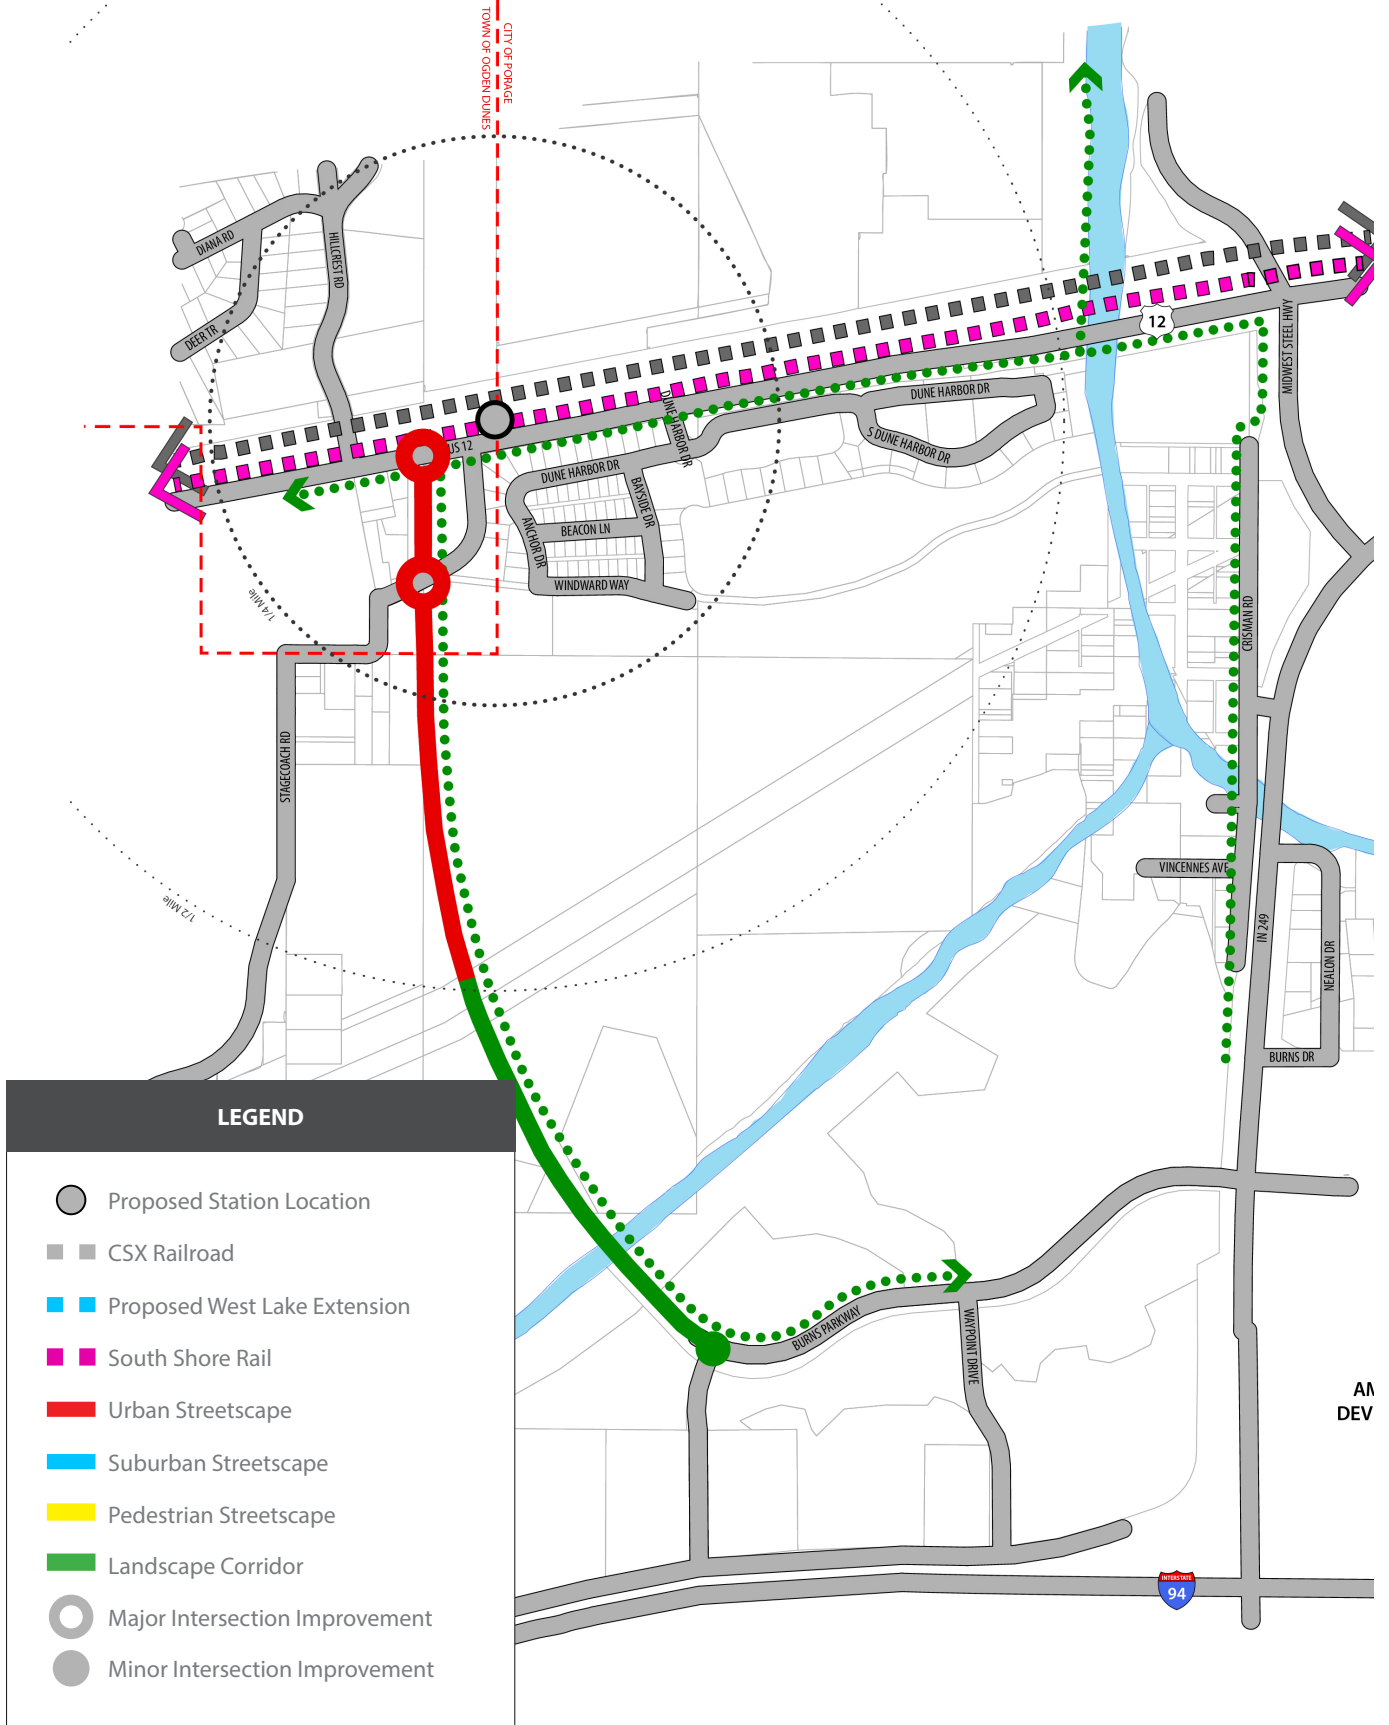 CITY OF PORAGE
TOWN OF OGDEN DUNES
DIANA RD
HILLCREST RD
DEER TR
12
MIDWEST STEEL HWY
US 12
DUNE HARBOR DR
DUNE HARBOR DR
S DUNE HARBOR DR
DUNE HARBOR DR
BAYSIDE DR
ANCHOR DR
BEACON LN
WINDWARD WAY
1/4 Mile
CRISMAN RD
STAGECOACH RD
VINCENNES AVE
1/2 Mile
IN 249
NEALON DR
BURNS DR
BURNS PARKWAY
WAYPOINT DRIVE
AM
DEV
INTERSTATE
94
LEGEND
Proposed Station Location
CSX Railroad
Proposed West Lake Extension
South Shore Rail
Urban Streetscape
Suburban Streetscape
Pedestrian Streetscape
Landscape Corridor
Major Intersection Improvement
Minor Intersection Improvement